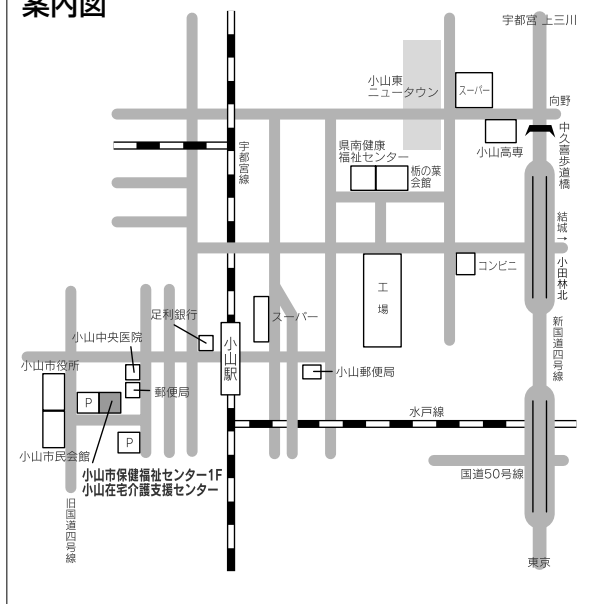 案内図
宇都宮 上三川
小山東
ニュータウン
スーパー
向野
小山高専
中久喜歩道橋
宇都宮線
県南健康
福祉センター
栃の葉
会館
結城→
小田林北
コンビニ
工場
足利銀行
スーパー
小山駅
小山中央医院
小山市役所
郵便局
小山郵便局
新国道四号線
P
水戸線
P
小山市民会館
小山市保健福祉センター1F
小山在宅介護支援センター
国道50号線
旧国道四号線
東京